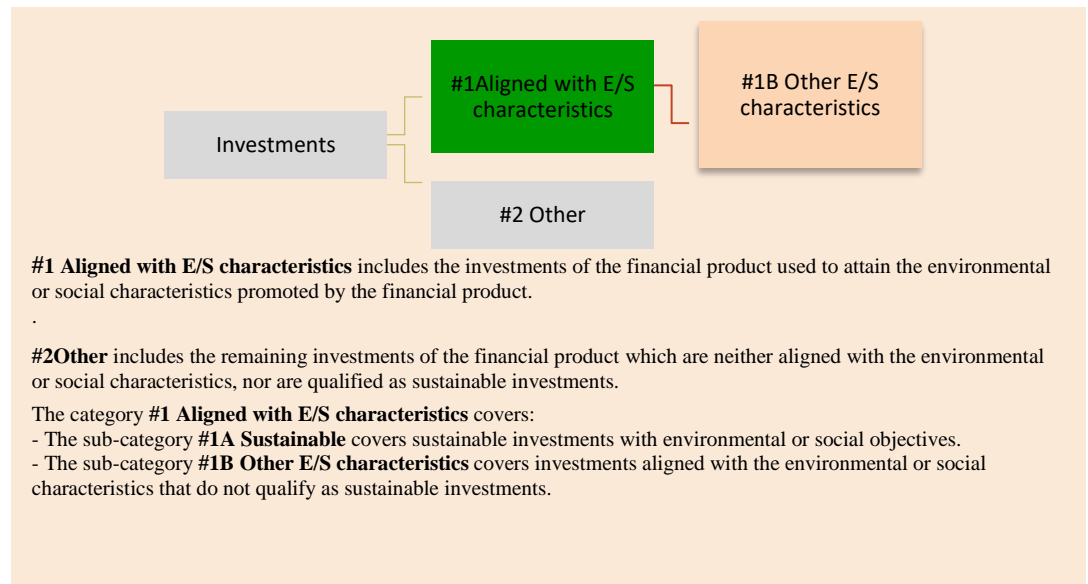 #1Aligned with E/S
characteristics
#1B Other E/S
characteristics
Investments
#2 Other
#1 Aligned with E/S characteristics includes the investments of the financial product used to attain the environmental
or social characteristics promoted by the financial product.
.
#2Other includes the remaining investments of the financial product which are neither aligned with the environmental
or social characteristics, nor are qualified as sustainable investments.
The category #1 Aligned with E/S characteristics covers:
- The sub-category #1A Sustainable covers sustainable investments with environmental or social objectives.
- The sub-category #1B Other E/S characteristics covers investments aligned with the environmental or social
characteristics that do not qualify as sustainable investments.